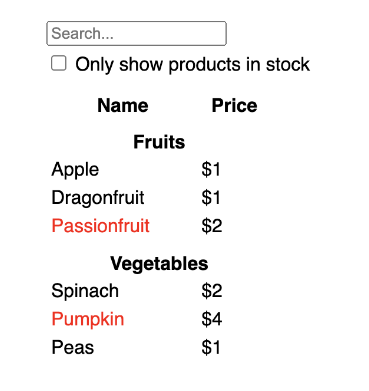 Search...
Only show products in stock
Name Price
Fruits
Apple $1
Dragonfruit $1
Passionfruit $2
Vegetables
Spinach $2
Pumpkin $4
Peas $1